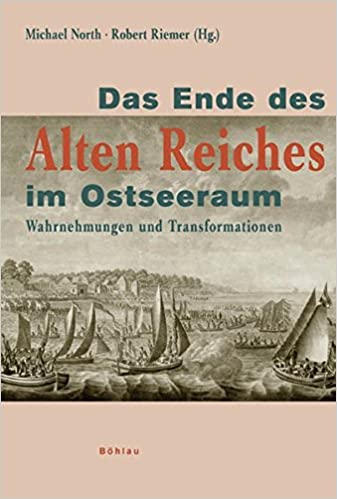 Michael North · Robert Riemer (Hg.)
Das Ende des
Alten Reiches
im Ostseeraum
Wahrnehmungen und Transformationen
Böhlau